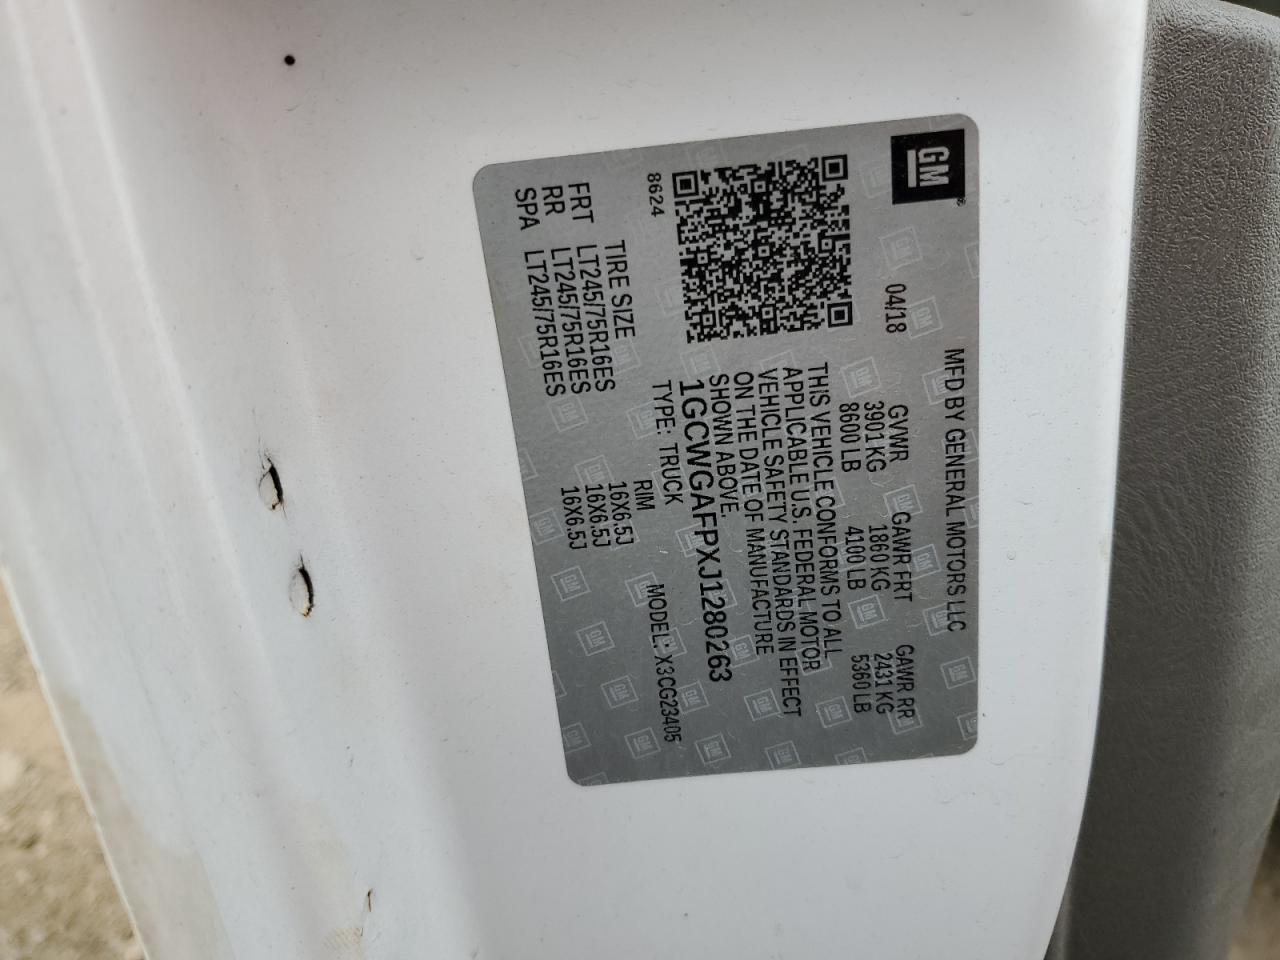 GM
MFD BY GENERAL MOTORS LLC
04/18
GVWR GAWR FRT GAWR RR
3901 KG 1860 KG 2431 KG
8600 LB 4100 LB 5360 LB
THIS VEHICLE CONFORMS TO ALL
APPLICABLE U.S. FEDERAL MOTOR
VEHICLE SAFETY STANDARDS IN EFFECT
ON THE DATE OF MANUFACTURE
SHOWN ABOVE.
8624
1GCWGAFPXJ1280263
TYPE: TRUCK MODEL: X3CG23405
TIRE SIZE RIM
FRT LT245/75R16ES 16X6.5J
RR LT245/75R16ES 16X6.5J
SPA LT245/75R16ES 16X6.5J